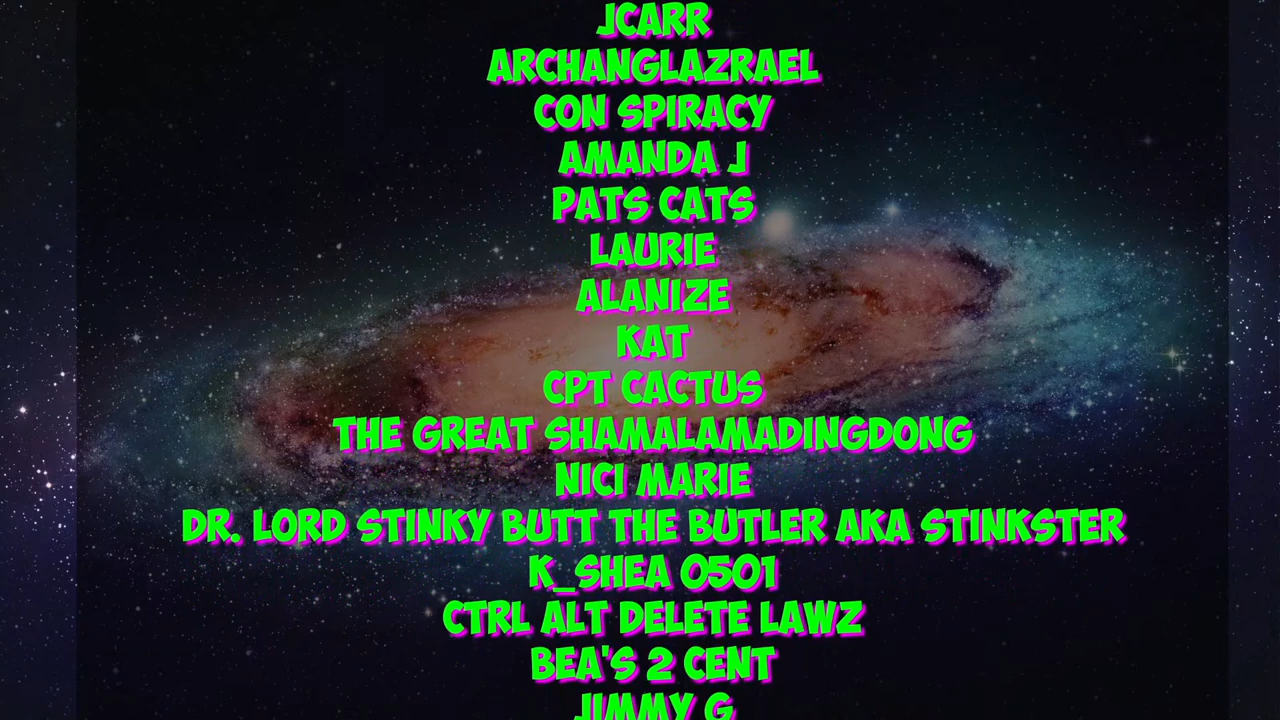 JCARR
ARCHANGLAZRAEL
CON SPIRACY
AMANDA J
PATS CATS
LAURIE
ALANIZE
KAT
CPT CACTUS
THE GREAT SHAMALAMADINGDONG
NICI MARIE
DR. LORD STINKY BUTT THE BUTLER AKA STINKSTER
K_SHEA 0501
CTRL ALT DELETE LAWZ
BEA'S 2 CENT
JIMMY G